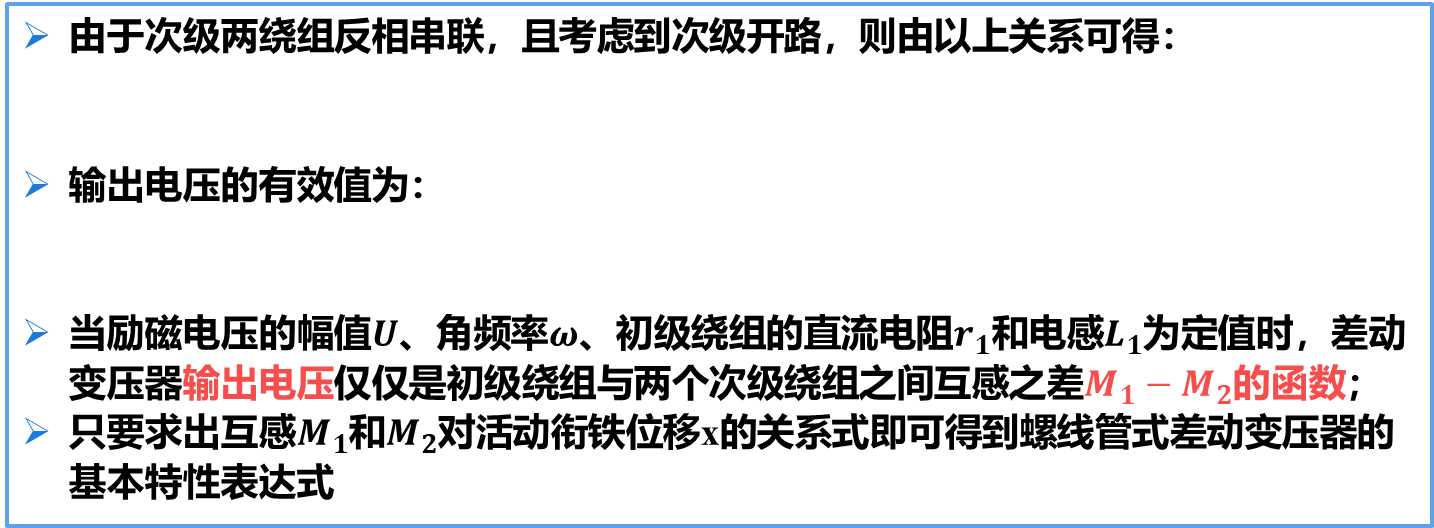 ➢ 由于次级两绕组反相串联，且考虑到次级开路，则由以上关系可得：
➢ 输出电压的有效值为：
➢ 当励磁电压的幅值U、角频率ω、初级绕组的直流电阻r₁和电感L₁为定值时，差动
变压器输出电压仅仅是初级绕组与两个次级绕组之间互感之差M₁ − M₂的函数；
➢ 只要求出互感M₁和M₂对活动衔铁位移x的关系式即可得到螺线管式差动变压器的
基本特性表达式